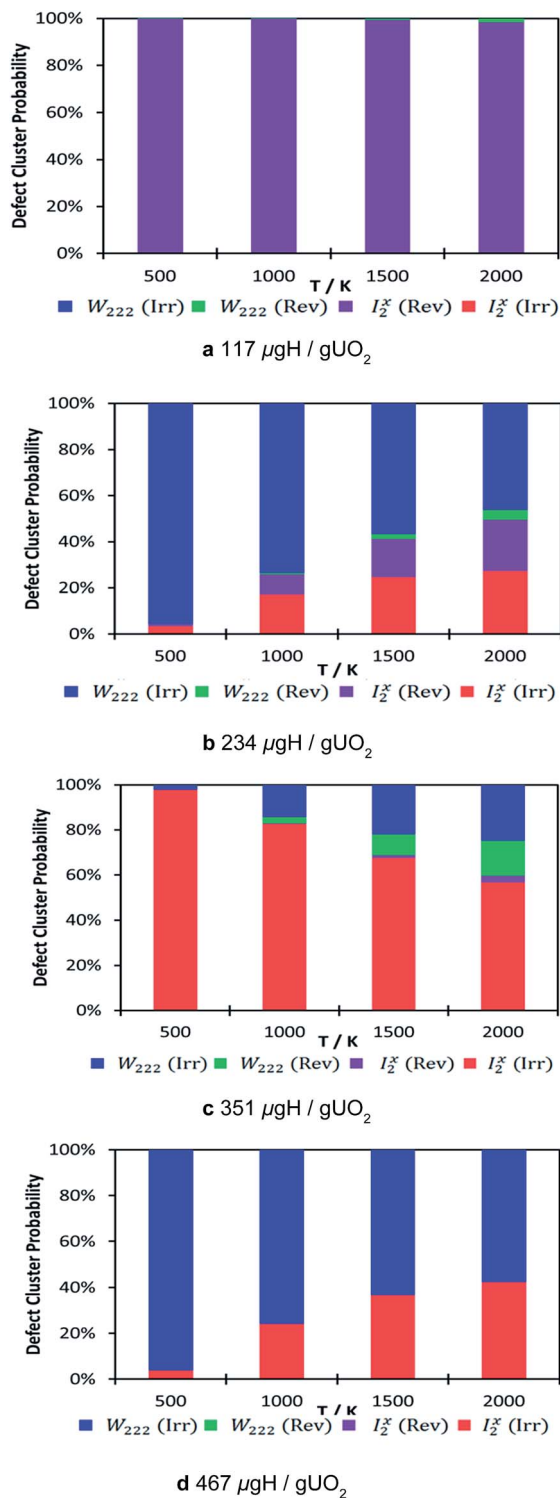 Defect Cluster Probability
100%
80%
60%
40%
20%
0%
500 1000 1500 2000
T / K
W₂₂₂ (Irr) W₂₂₂ (Rev) I₂ˣ (Rev) I₂ˣ (Irr)
a 117 µgH / gUO₂
Defect Cluster Probability
100%
80%
60%
40%
20%
0%
500 1000 1500 2000
T / K
W₂₂₂ (Irr) W₂₂₂ (Rev) I₂ˣ (Rev) I₂ˣ (Irr)
b 234 µgH / gUO₂
Defect Cluster Probability
100%
80%
60%
40%
20%
0%
500 1000 1500 2000
T / K
W₂₂₂ (Irr) W₂₂₂ (Rev) I₂ˣ (Rev) I₂ˣ (Irr)
c 351 µgH / gUO₂
Defect Cluster Probability
100%
80%
60%
40%
20%
0%
500 1000 1500 2000
T / K
W₂₂₂ (Irr) W₂₂₂ (Rev) I₂ˣ (Rev) I₂ˣ (Irr)
d 467 µgH / gUO₂